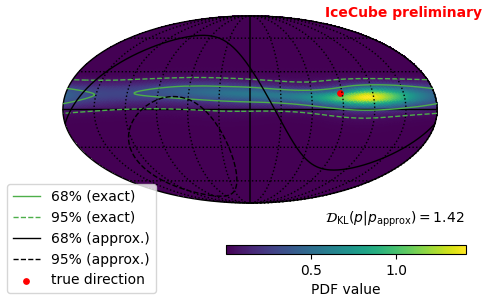 IceCube preliminary
68% (exact)
95% (exact)
68% (approx.)
95% (approx.)
true direction
𝒟KL(p|papprox) = 1.42
0.5 1.0
PDF value